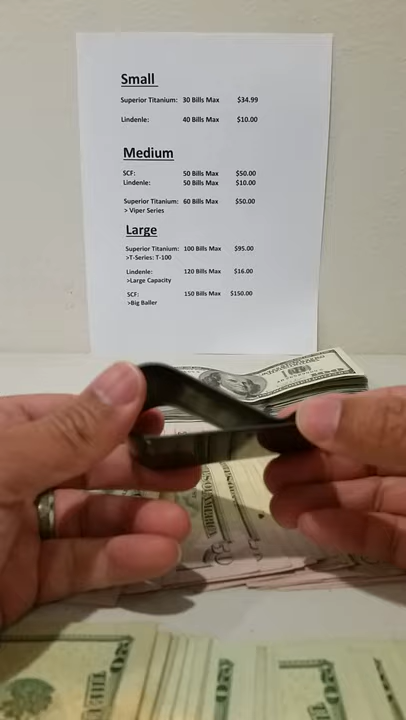 Small
Superior Titanium: 30 Bills Max $34.99
Lindenle: 40 Bills Max $10.00
Medium
SCF: 50 Bills Max $50.00
Lindenle: 50 Bills Max $10.00
Superior Titanium: 60 Bills Max $50.00
> Viper Series
Large
Superior Titanium: 100 Bills Max $95.00
>T-Series: T-100
Lindenle: 120 Bills Max $16.00
>Large Capacity
SCF: 150 Bills Max $150.00
>Big Baller